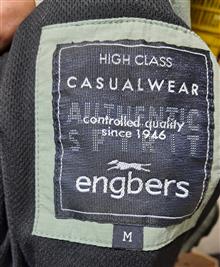 HIGH CLASS
CASUALWEAR
AUTHENTIC
controlled quality
since 1946
SPIRIT
engbers
M